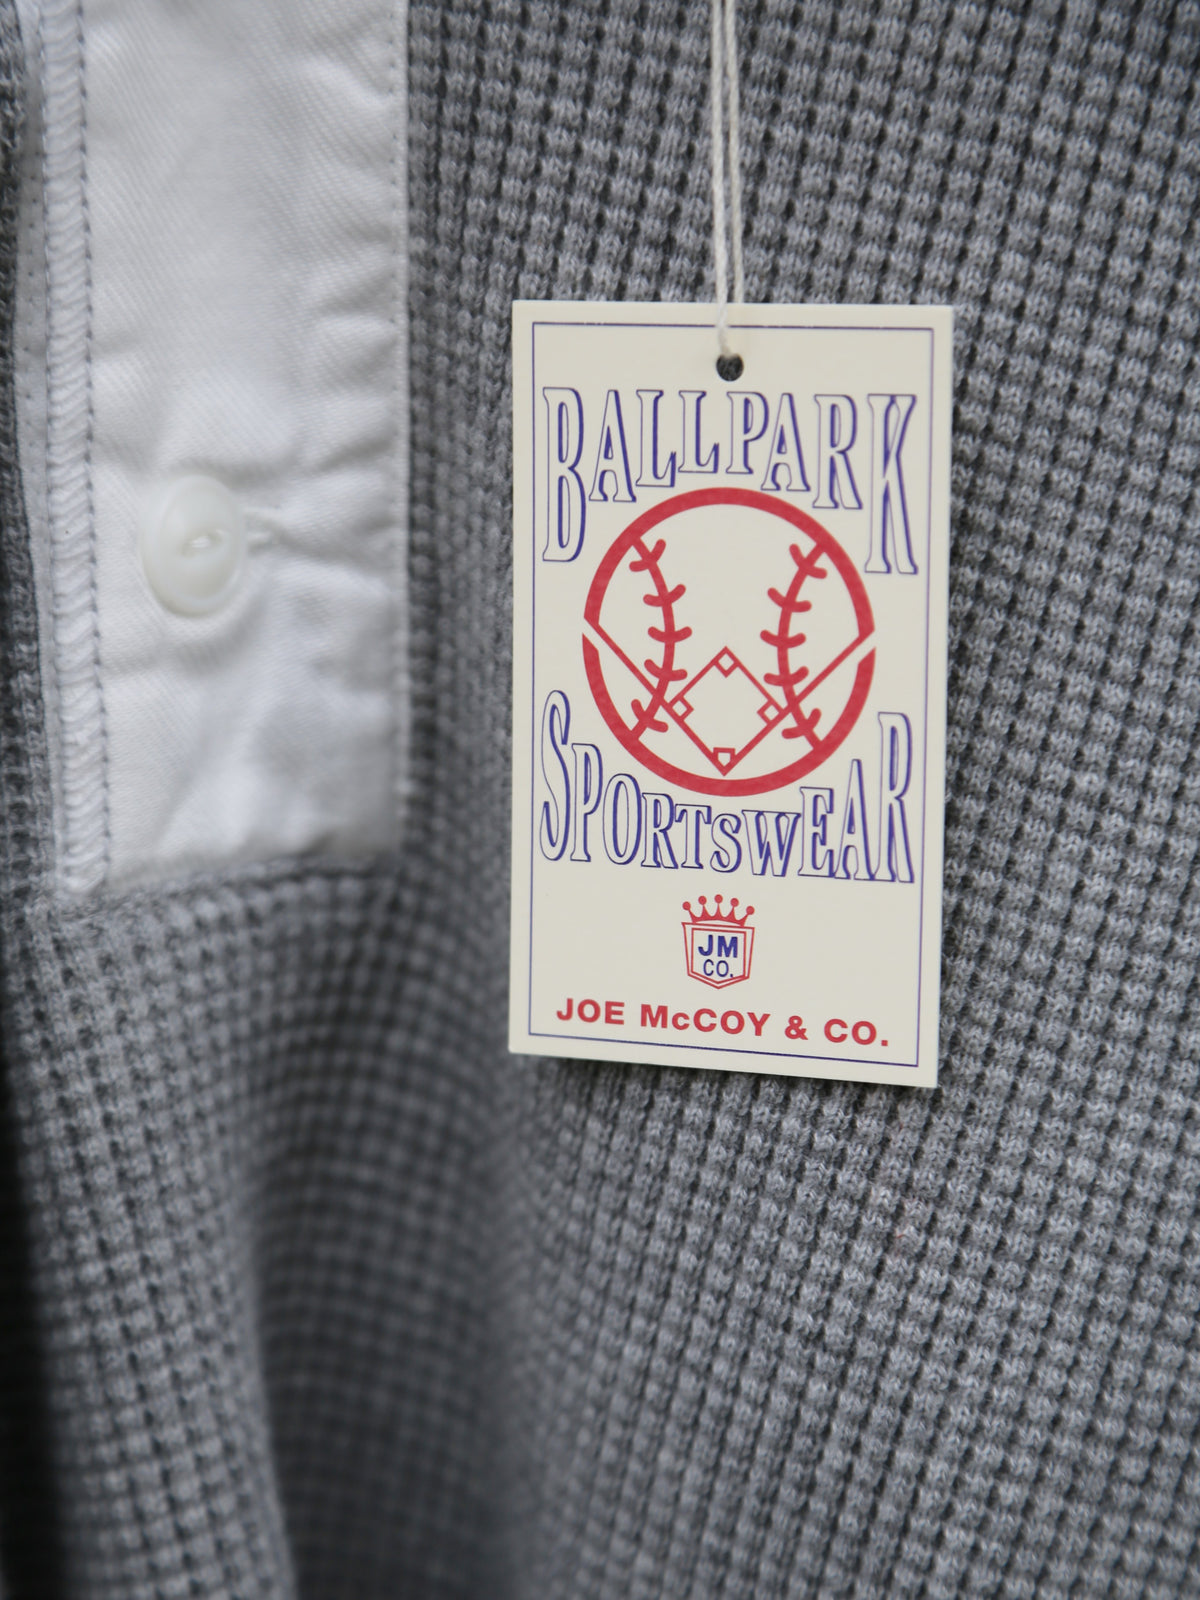 BALLPARK
SPORTSWEAR
JM
CO.
JOE McCOY & CO.